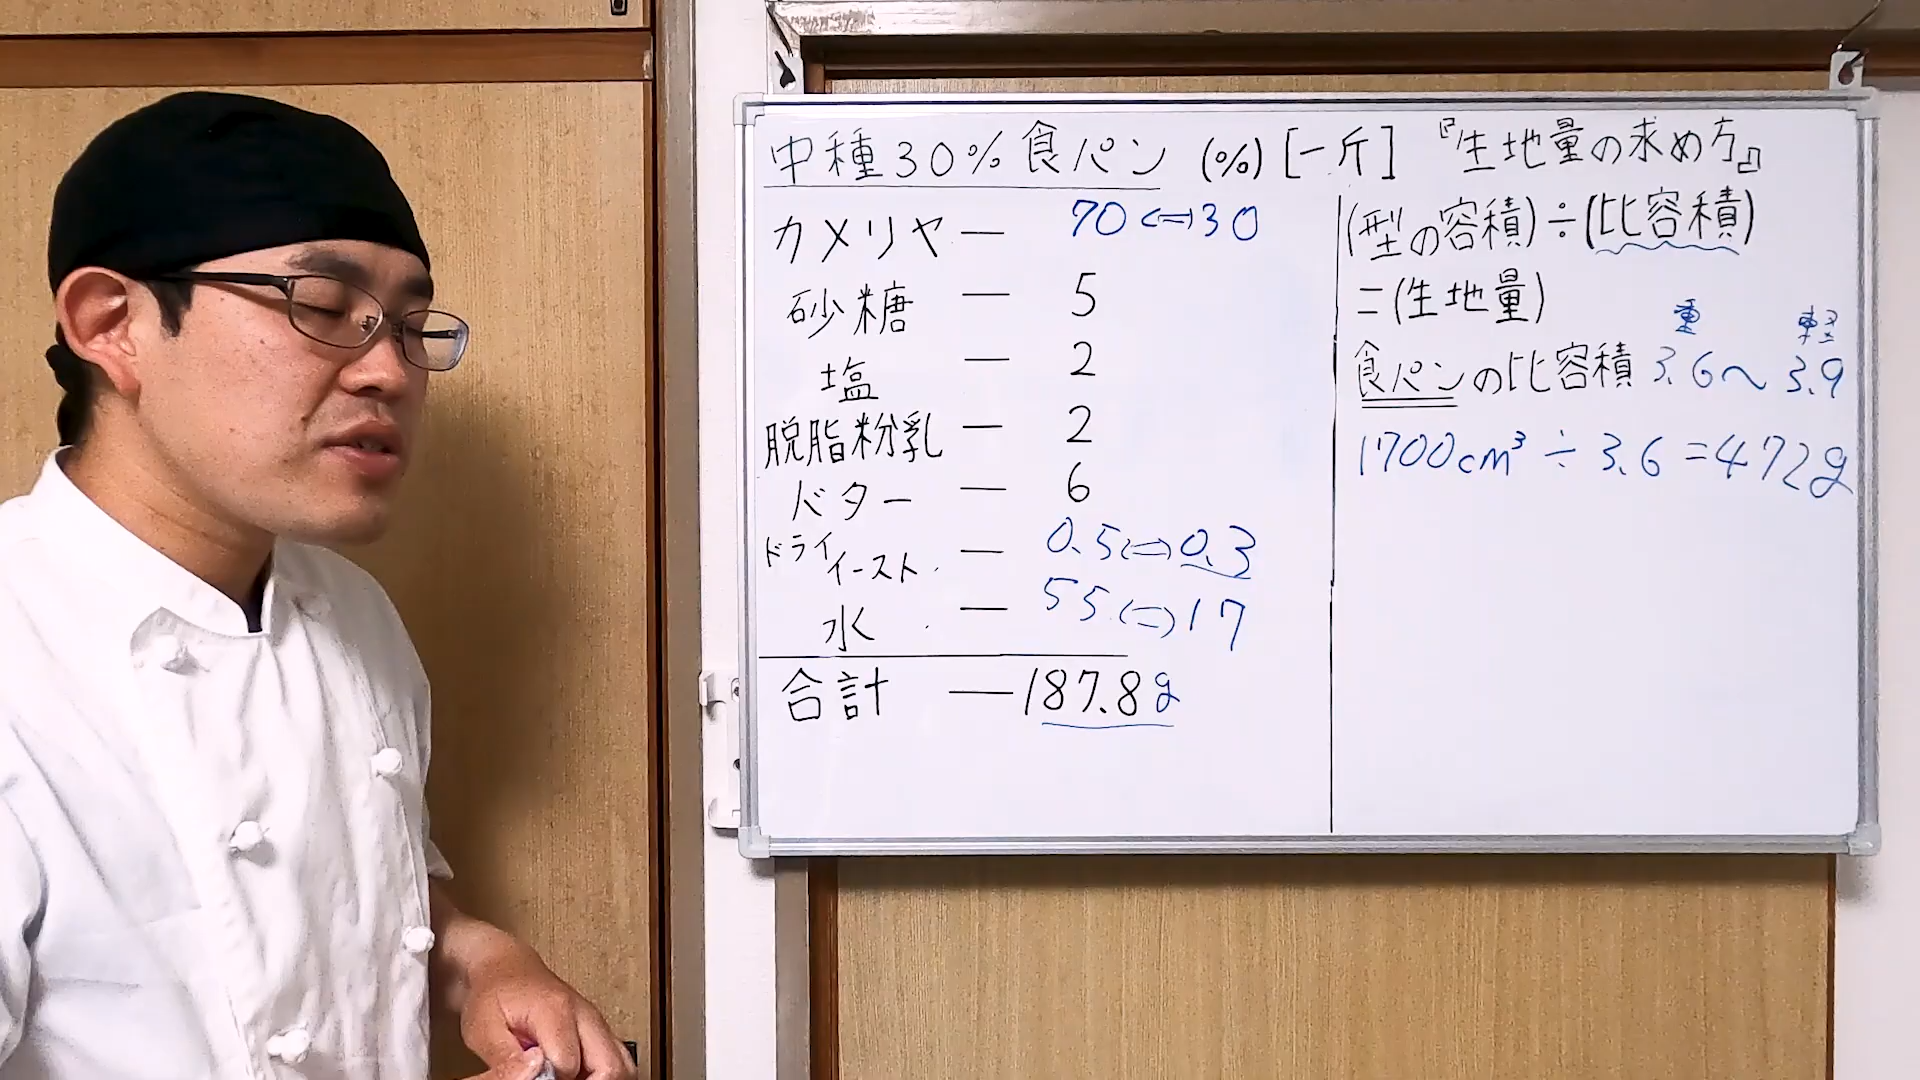 中種30%食パン (%) [一斤]
カメリヤ — 70⇔30
砂糖 — 5
塩 — 2
脱脂粉乳 — 2
バター — 6
ドライイースト — 0.5⇔0.3
水 — 55⇔17
合計 — 187.8g
『生地量の求め方』
(型の容積)÷(比容積)
=(生地量)
重 軽
食パンの比容積 3.6〜3.9
1700cm³÷3.6=472g